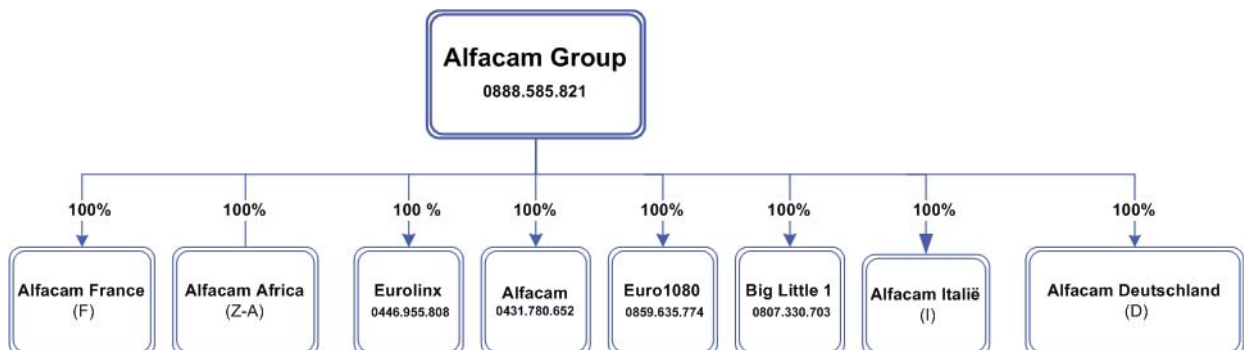 Alfacam Group
0888.585.821
100%
100%
100 %
100%
100%
100%
100%
100%
Alfacam France
(F)
Alfacam Africa
(Z-A)
Eurolinx
0446.955.808
Alfacam
0431.780.652
Euro1080
0859.635.774
Big Little 1
0807.330.703
Alfacam Italië
(I)
Alfacam Deutschland
(D)